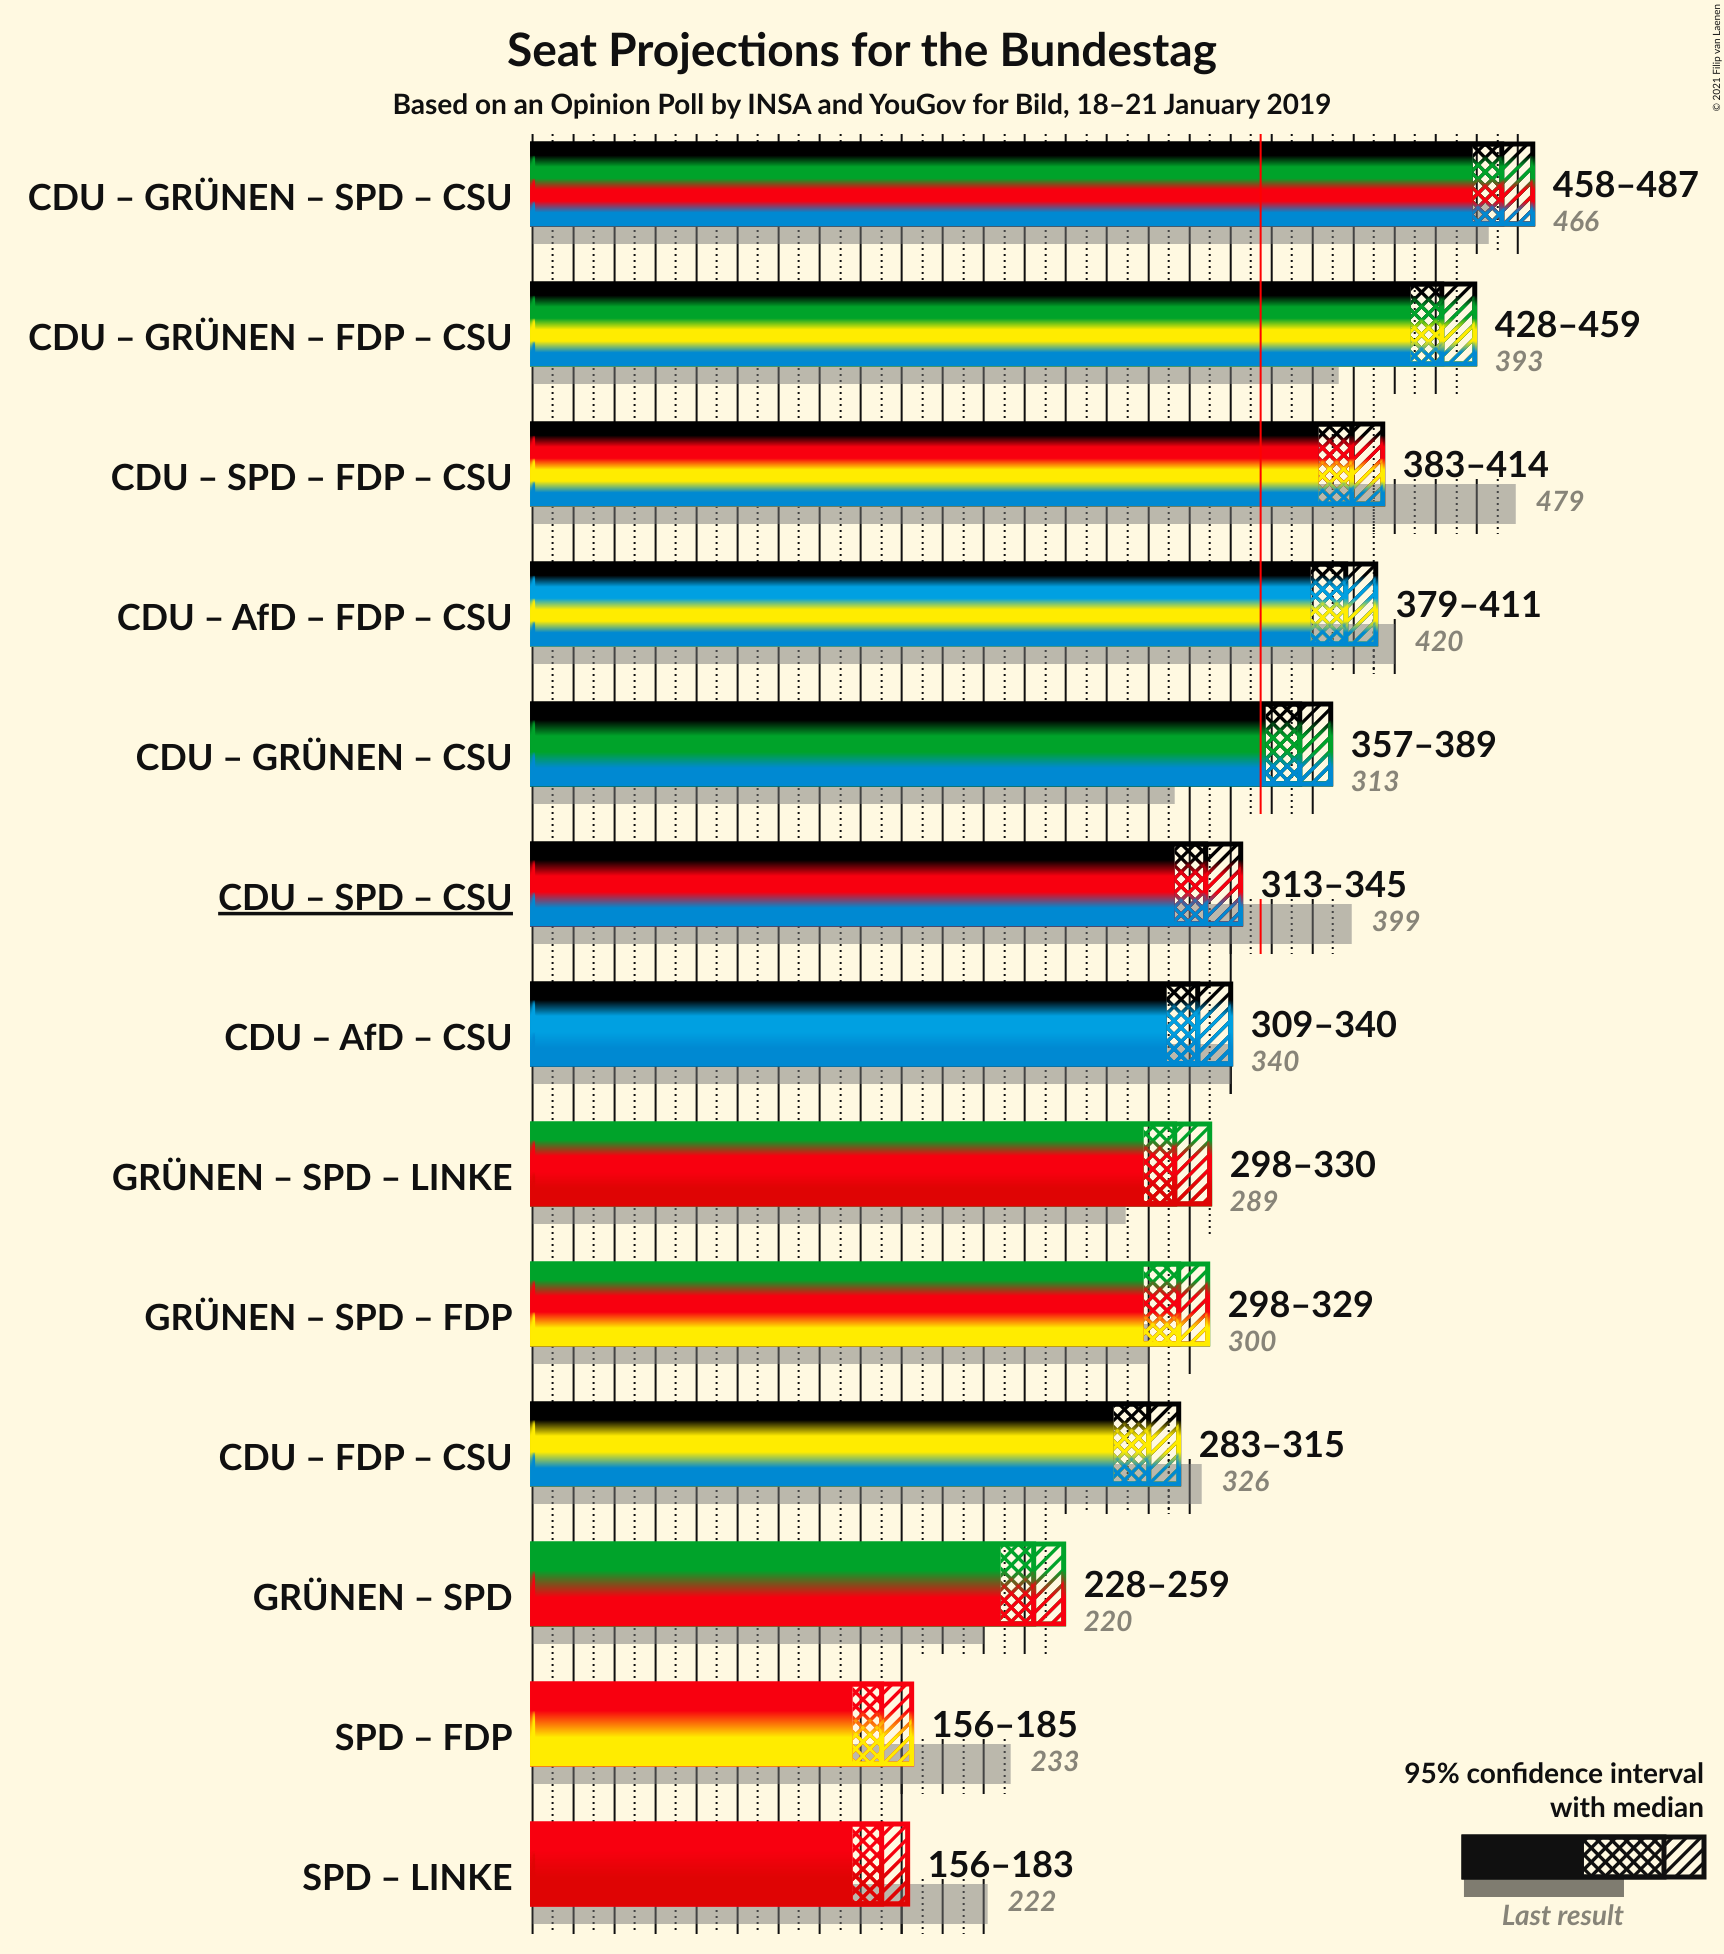 Seat Projections for the Bundestag
Based on an Opinion Poll by INSA and YouGov for Bild, 18–21 January 2019
© 2021 Filip van Laenen
CDU – GRÜNEN – SPD – CSU
458–487
466
CDU – GRÜNEN – FDP – CSU
428–459
393
CDU – SPD – FDP – CSU
383–414
479
CDU – AfD – FDP – CSU
379–411
420
CDU – GRÜNEN – CSU
357–389
313
CDU – SPD – CSU
313–345
399
CDU – AfD – CSU
309–340
340
GRÜNEN – SPD – LINKE
298–330
289
GRÜNEN – SPD – FDP
298–329
300
CDU – FDP – CSU
283–315
326
GRÜNEN – SPD
228–259
220
SPD – FDP
156–185
233
SPD – LINKE
156–183
222
95% confidence interval
with median
Last result